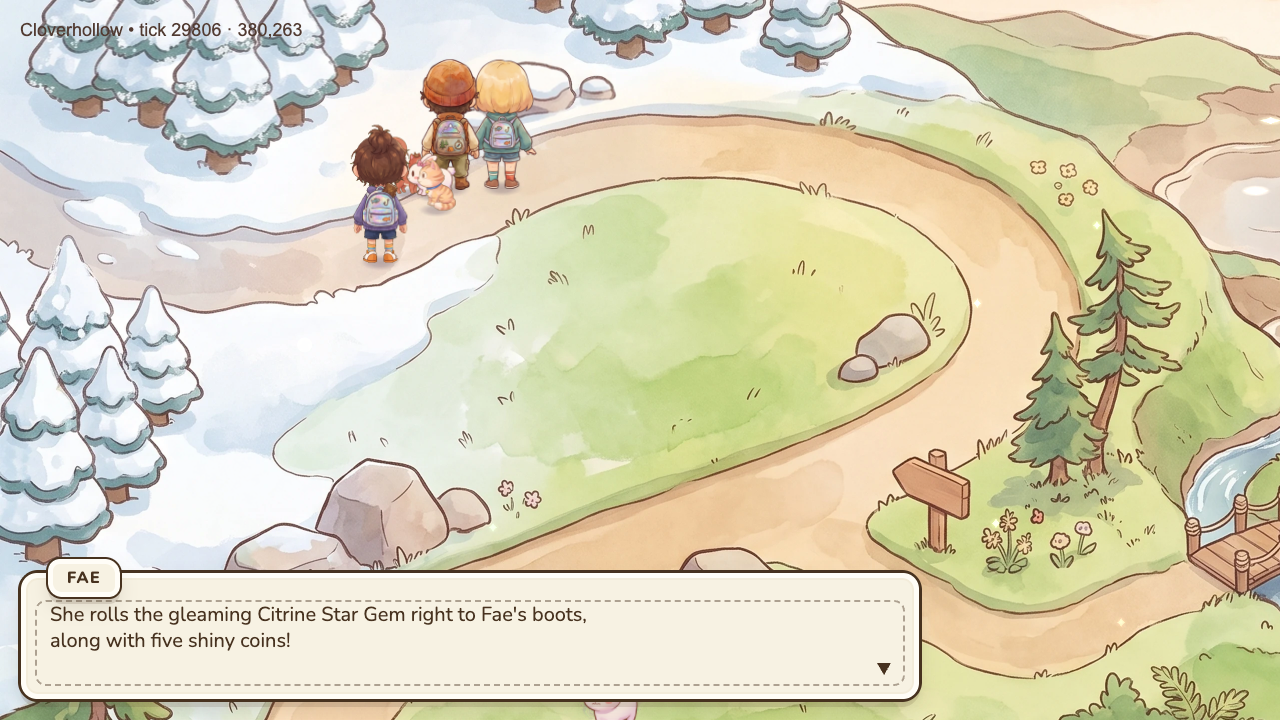 Cloverhollow • tick 29806 · 380,263
FAE
She rolls the gleaming Citrine Star Gem right to Fae's boots,
along with five shiny coins!